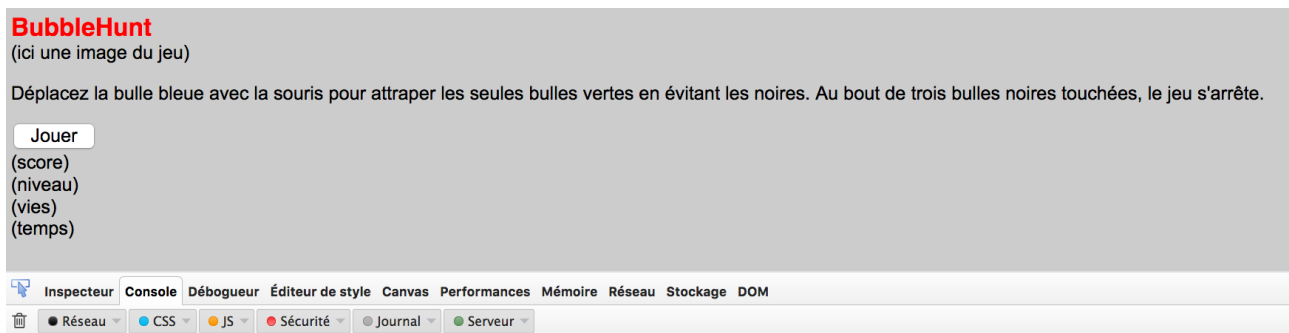 BubbleHunt
(ici une image du jeu)
Déplacez la bulle bleue avec la souris pour attraper les seules bulles vertes en évitant les noires. Au bout de trois bulles noires touchées, le jeu s'arrête.
Jouer
(score)
(niveau)
(vies)
(temps)
Inspecteur Console Débogueur Éditeur de style Canvas Performances Mémoire Réseau Stockage DOM
Réseau CSS JS Sécurité Journal Serveur